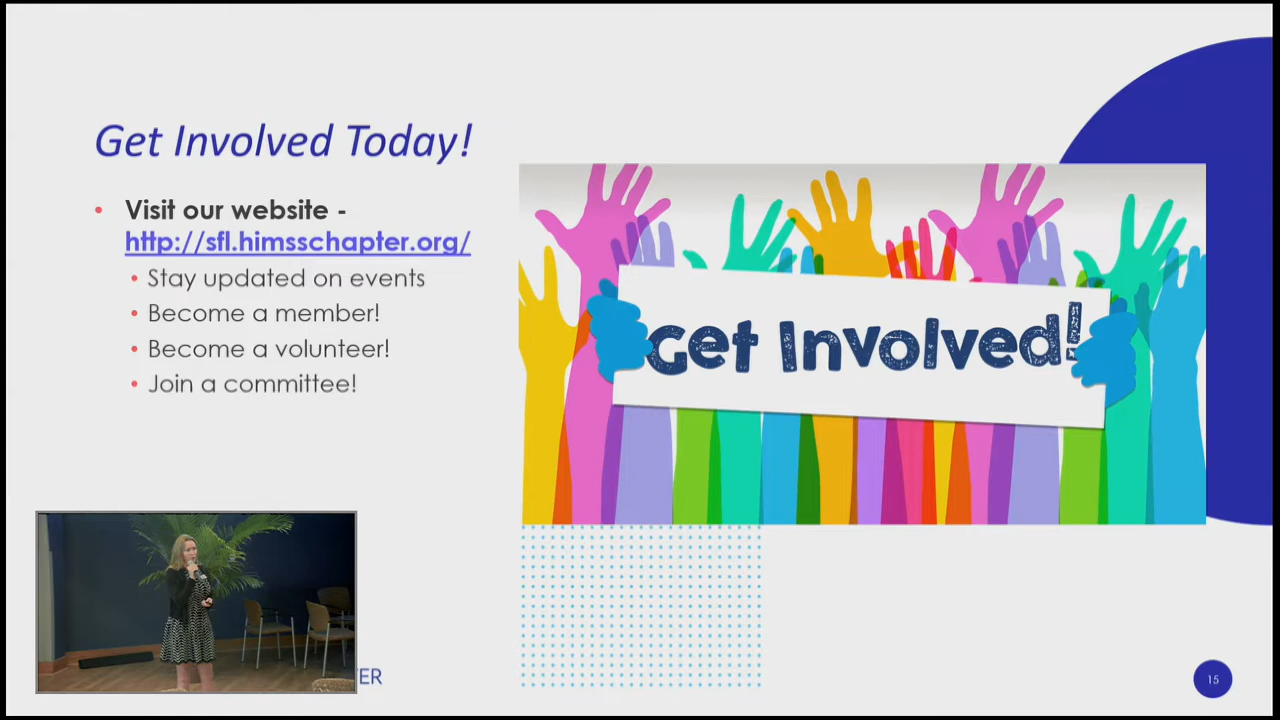 Get Involved Today!
• Visit our website -
http://sfl.himsschapter.org/
• Stay updated on events
• Become a member!
• Become a volunteer!
• Join a committee!
Get Involved!
15